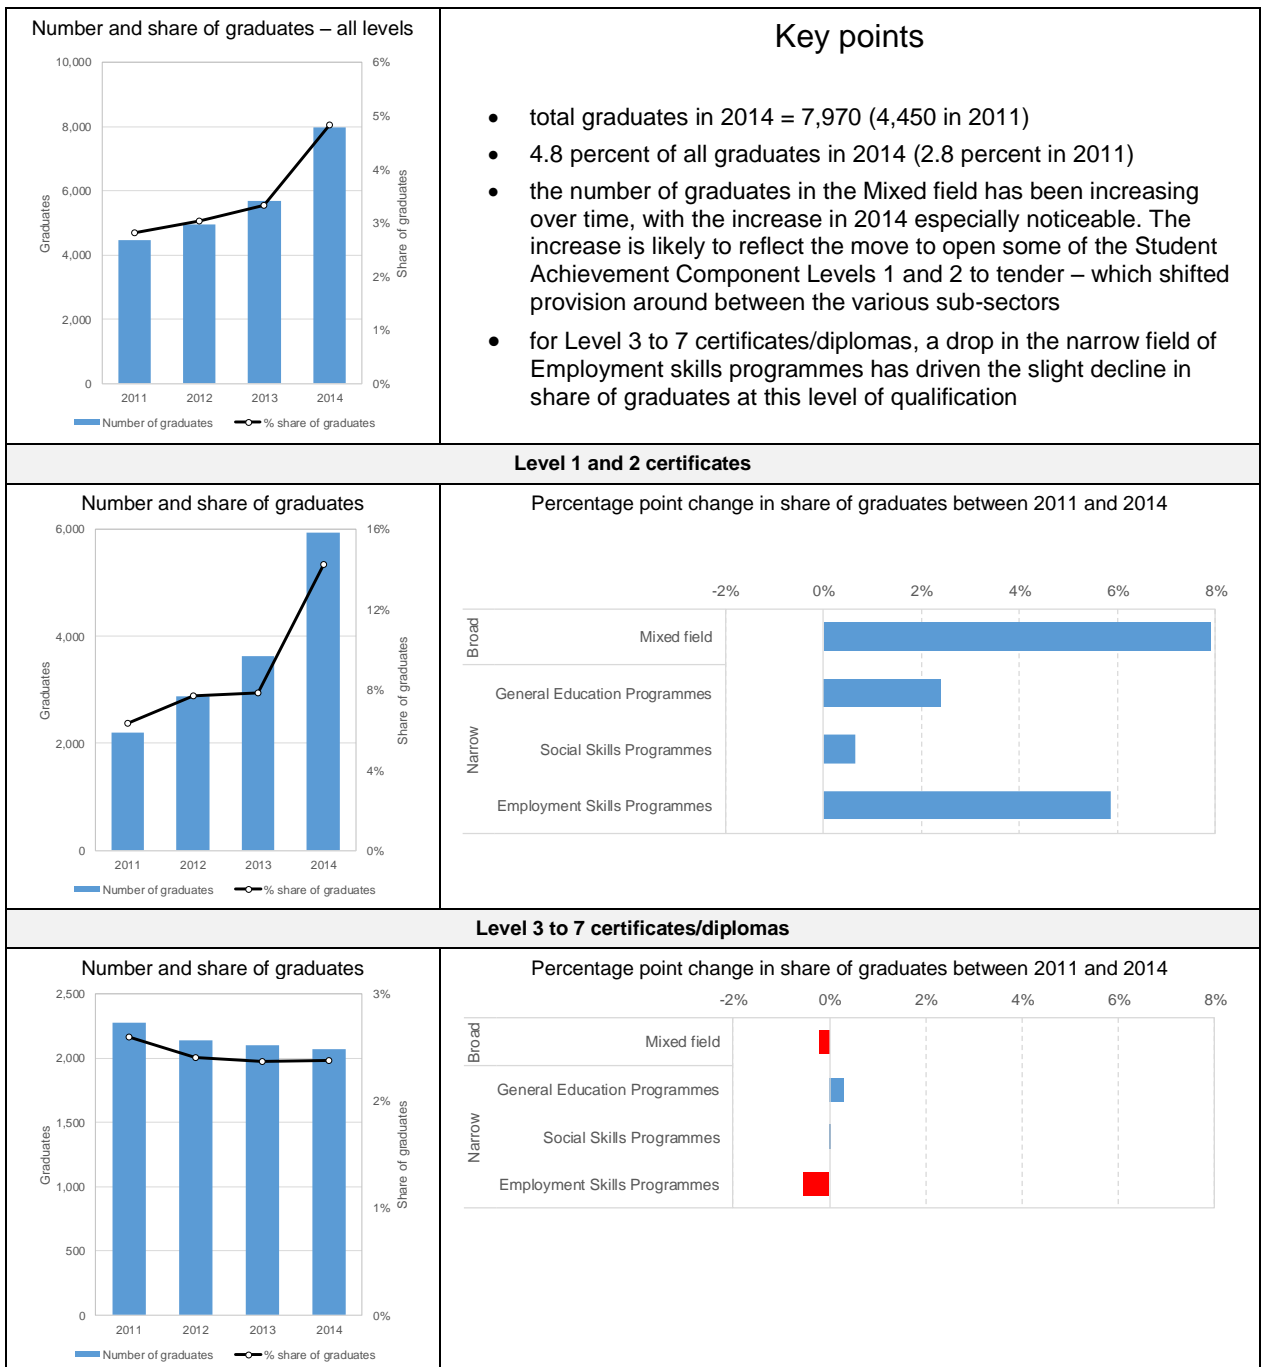 Number and share of graduates – all levels
10,000
8,000
6,000
4,000
2,000
0
Graduates
6%
5%
4%
3%
2%
1%
0%
Share of graduates
2011 2012 2013 2014
Number of graduates % share of graduates
Key points
• total graduates in 2014 = 7,970 (4,450 in 2011)
• 4.8 percent of all graduates in 2014 (2.8 percent in 2011)
• the number of graduates in the Mixed field has been increasing
over time, with the increase in 2014 especially noticeable. The
increase is likely to reflect the move to open some of the Student
Achievement Component Levels 1 and 2 to tender – which shifted
provision around between the various sub-sectors
• for Level 3 to 7 certificates/diplomas, a drop in the narrow field of
Employment skills programmes has driven the slight decline in
share of graduates at this level of qualification
Level 1 and 2 certificates
Number and share of graduates
6,000
4,000
2,000
0
Graduates
16%
12%
8%
4%
0%
Share of graduates
2011 2012 2013 2014
Number of graduates % share of graduates
Percentage point change in share of graduates between 2011 and 2014
-2% 0% 2% 4% 6% 8%
Broad
Mixed field
Narrow
General Education Programmes
Social Skills Programmes
Employment Skills Programmes
Level 3 to 7 certificates/diplomas
Number and share of graduates
2,500
2,000
1,500
1,000
500
0
Graduates
3%
2%
1%
0%
Share of graduates
2011 2012 2013 2014
Number of graduates % share of graduates
Percentage point change in share of graduates between 2011 and 2014
-2% 0% 2% 4% 6% 8%
Broad
Mixed field
Narrow
General Education Programmes
Social Skills Programmes
Employment Skills Programmes